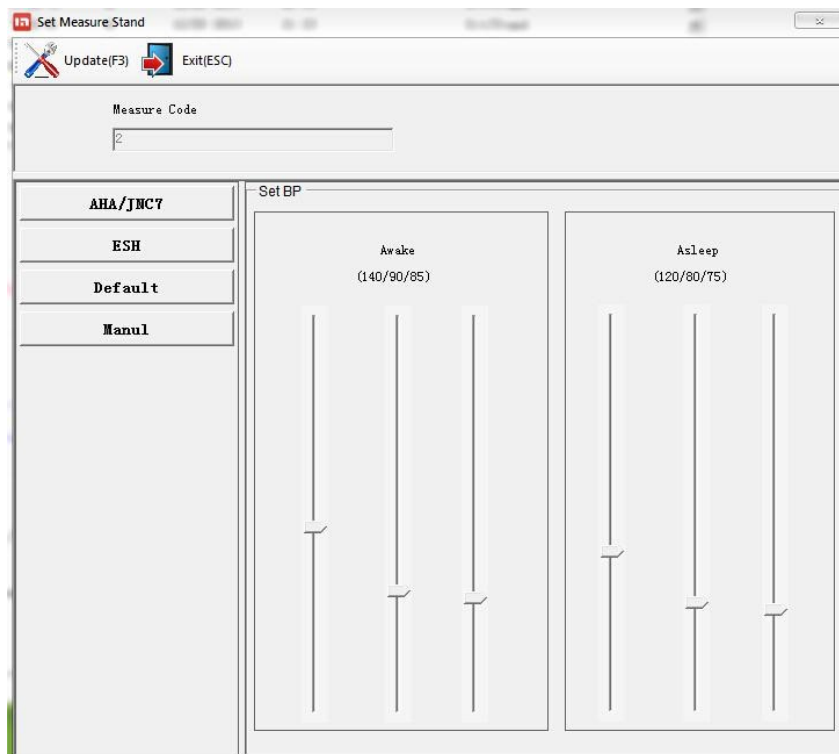 Set Measure Stand
Update(F3) Exit(ESC)
Measure Code
2
AHA/JNC7
ESH
Default
Manul
Set BP
Awake
(140/90/85)
Asleep
(120/80/75)